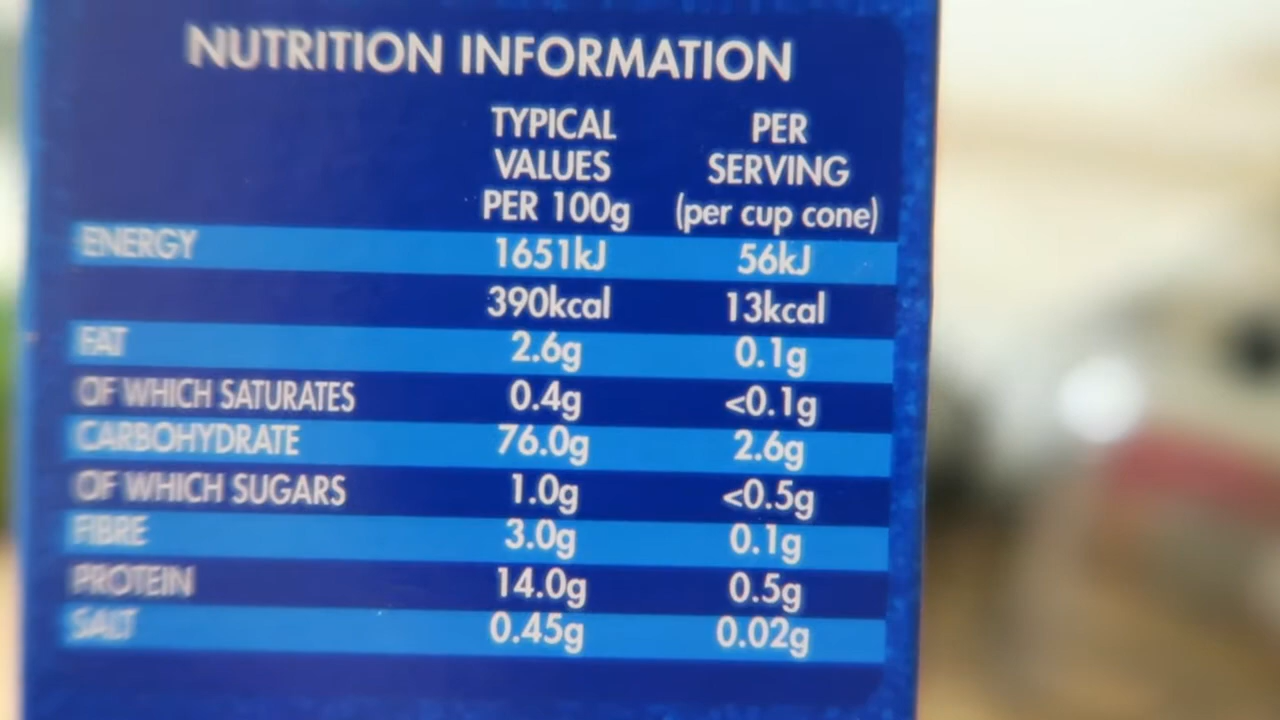 NUTRITION INFORMATION
TYPICAL VALUES PER 100g PER SERVING (per cup cone)
ENERGY 1651kJ 56kJ
390kcal 13kcal
FAT 2.6g 0.1g
OF WHICH SATURATES 0.4g <0.1g
CARBOHYDRATE 76.0g 2.6g
OF WHICH SUGARS 1.0g <0.5g
FIBRE 3.0g 0.1g
PROTEIN 14.0g 0.5g
SALT 0.45g 0.02g